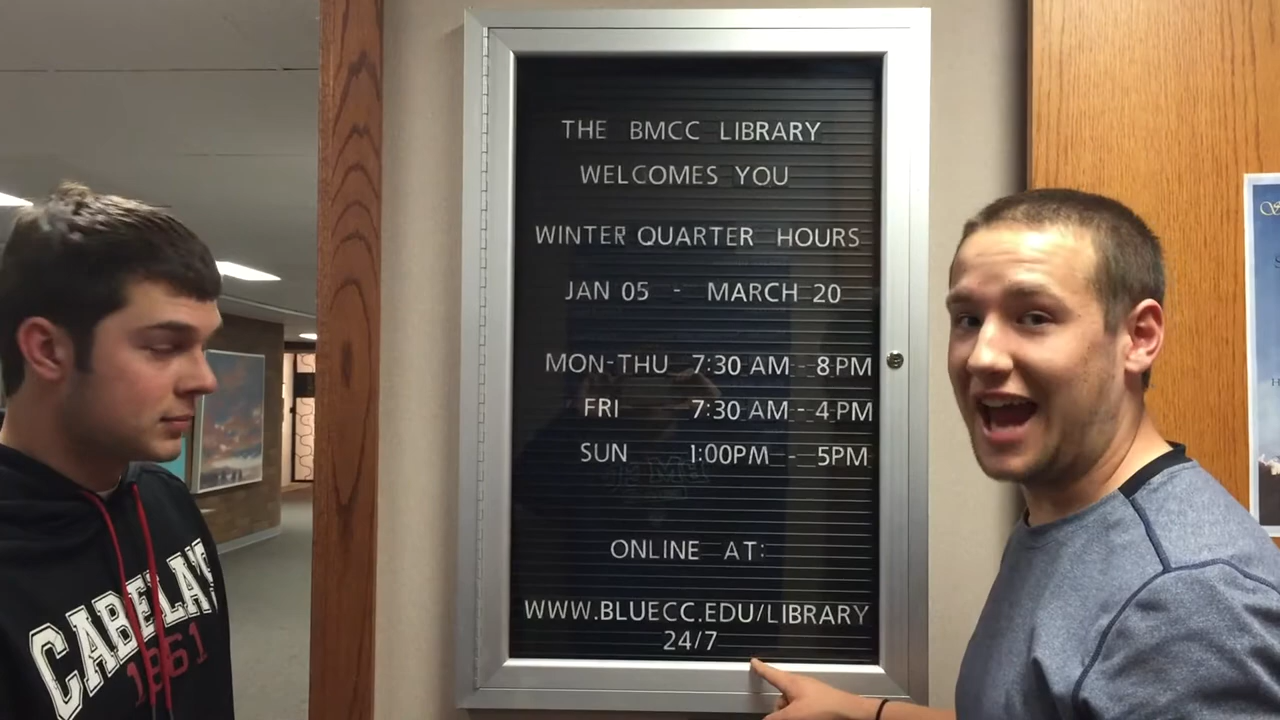 THE BMCC LIBRARY
WELCOMES YOU
WINTER QUARTER HOURS
JAN 05 - MARCH 20
MON-THU 7:30 AM - 8PM
FRI 7:30 AM - 4PM
SUN 1:00PM - 5PM
ONLINE AT:
WWW.BLUECC.EDU/LIBRARY
24/7
CABELA'S
1961